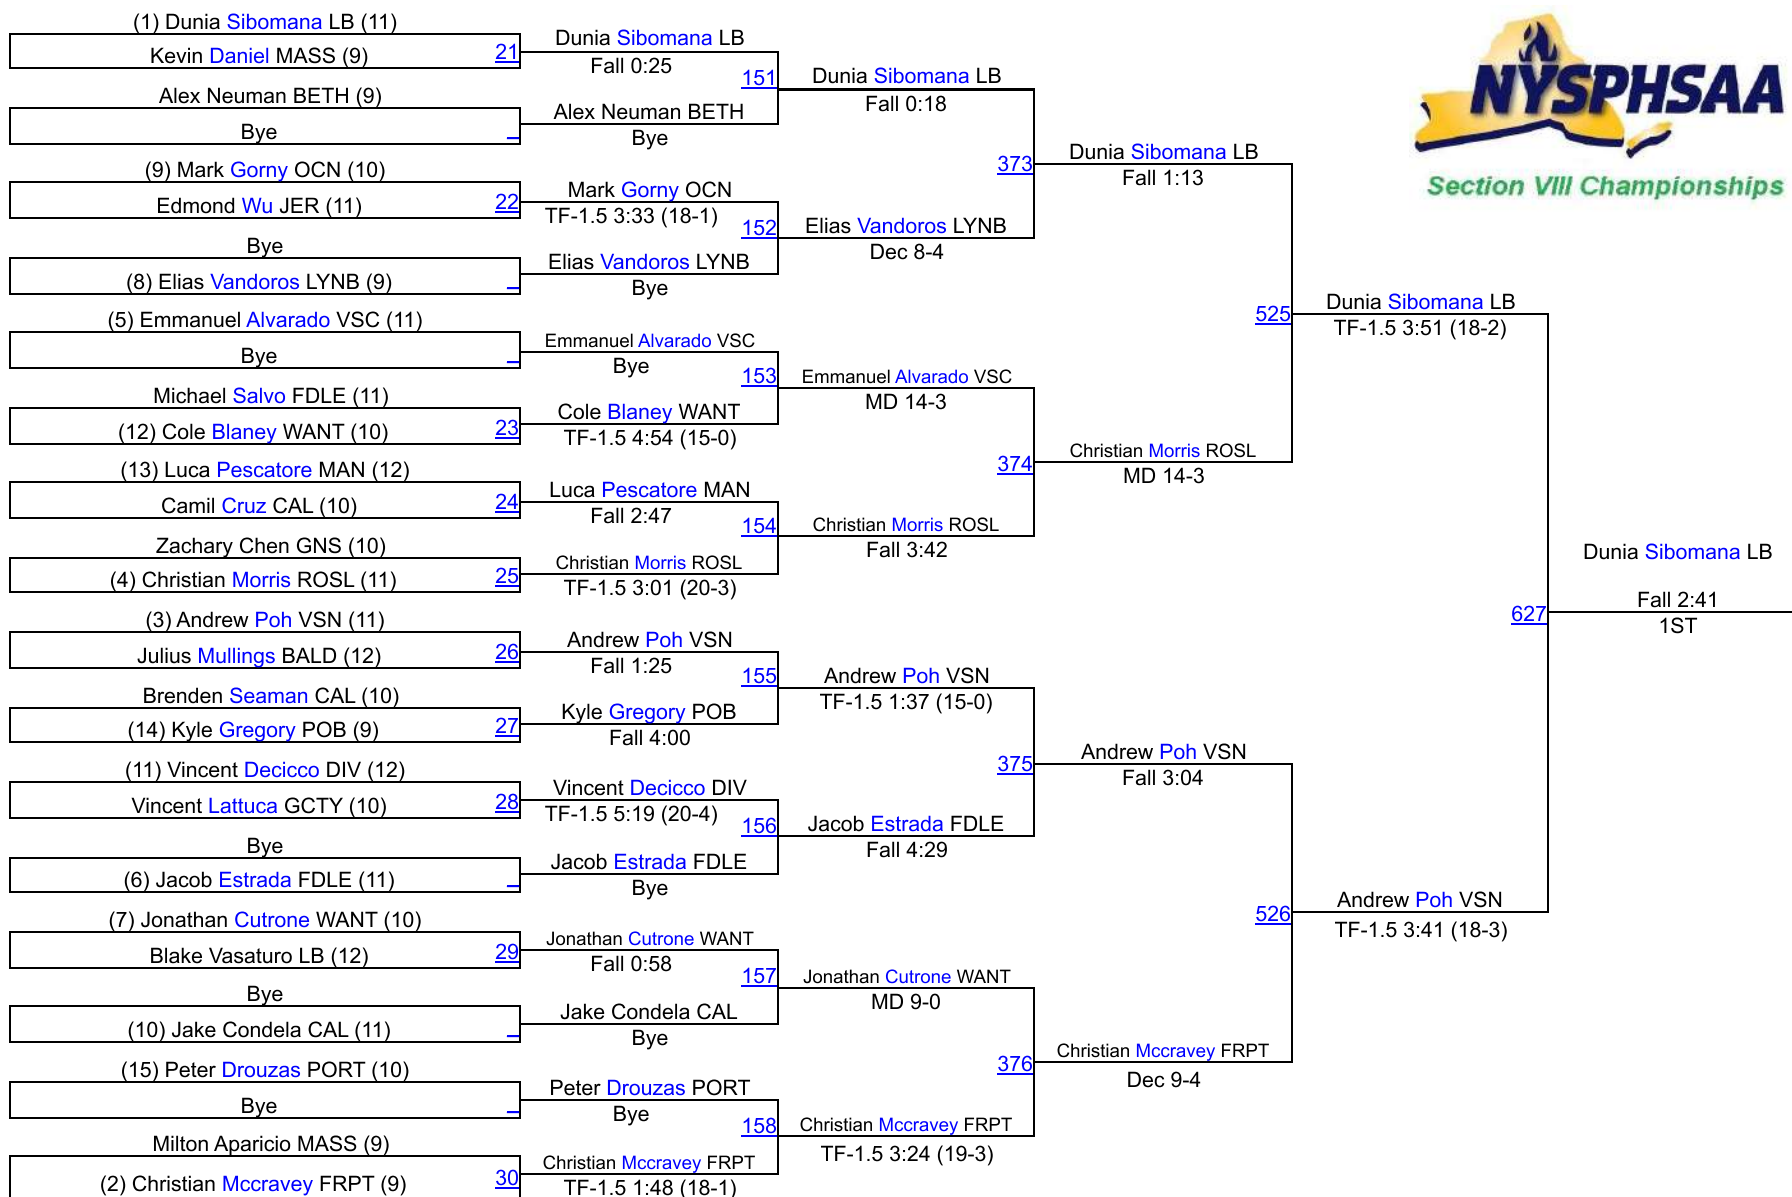 (1) Dunia Sibomana LB (11)
Kevin Daniel MASS (9)
21
Alex Neuman BETH (9)
Bye
(9) Mark Gorny OCN (10)
Edmond Wu JER (11)
22
Bye
(8) Elias Vandoros LYNB (9)
(5) Emmanuel Alvarado VSC (11)
Bye
Michael Salvo FDLE (11)
(12) Cole Blaney WANT (10)
23
(13) Luca Pescatore MAN (12)
Camil Cruz CAL (10)
24
Zachary Chen GNS (10)
(4) Christian Morris ROSL (11)
25
(3) Andrew Poh VSN (11)
Julius Mullings BALD (12)
26
Brenden Seaman CAL (10)
(14) Kyle Gregory POB (9)
27
(11) Vincent Decicco DIV (12)
Vincent Lattuca GCTY (10)
28
Bye
(6) Jacob Estrada FDLE (11)
(7) Jonathan Cutrone WANT (10)
Blake Vasaturo LB (12)
29
Bye
(10) Jake Condela CAL (11)
(15) Peter Drouzas PORT (10)
Bye
Milton Aparicio MASS (9)
(2) Christian Mccravey FRPT (9)
30
Dunia Sibomana LB
Fall 0:25
151
Alex Neuman BETH
Bye
Mark Gorny OCN
TF-1.5 3:33 (18-1)
152
Elias Vandoros LYNB
Bye
Emmanuel Alvarado VSC
Bye
153
Cole Blaney WANT
TF-1.5 4:54 (15-0)
Luca Pescatore MAN
Fall 2:47
154
Christian Morris ROSL
TF-1.5 3:01 (20-3)
Andrew Poh VSN
Fall 1:25
155
Kyle Gregory POB
Fall 4:00
Vincent Decicco DIV
TF-1.5 5:19 (20-4)
156
Jacob Estrada FDLE
Bye
Jonathan Cutrone WANT
Fall 0:58
157
Jake Condela CAL
Bye
Peter Drouzas PORT
Bye
158
Christian Mccravey FRPT
TF-1.5 1:48 (18-1)
Dunia Sibomana LB
Fall 0:18
373
Elias Vandoros LYNB
Dec 8-4
Emmanuel Alvarado VSC
MD 14-3
374
Christian Morris ROSL
Fall 3:42
Andrew Poh VSN
TF-1.5 1:37 (15-0)
375
Jacob Estrada FDLE
Fall 4:29
Jonathan Cutrone WANT
MD 9-0
376
Christian Mccravey FRPT
TF-1.5 3:24 (19-3)
Dunia Sibomana LB
Fall 1:13
525
Christian Morris ROSL
MD 14-3
Andrew Poh VSN
Fall 3:04
526
Christian Mccravey FRPT
Dec 9-4
Dunia Sibomana LB
TF-1.5 3:51 (18-2)
627
Andrew Poh VSN
TF-1.5 3:41 (18-3)
NYSPHSAA
Section VIII Championships
Dunia Sibomana LB
Fall 2:41
1ST